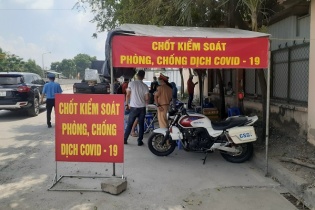 CHỐT KIỂM SOÁT
PHÒNG, CHỐNG DỊCH COVID - 19
CHỐT KIỂM SOÁT
PHÒNG, CHỐNG
DỊCH COVID - 19